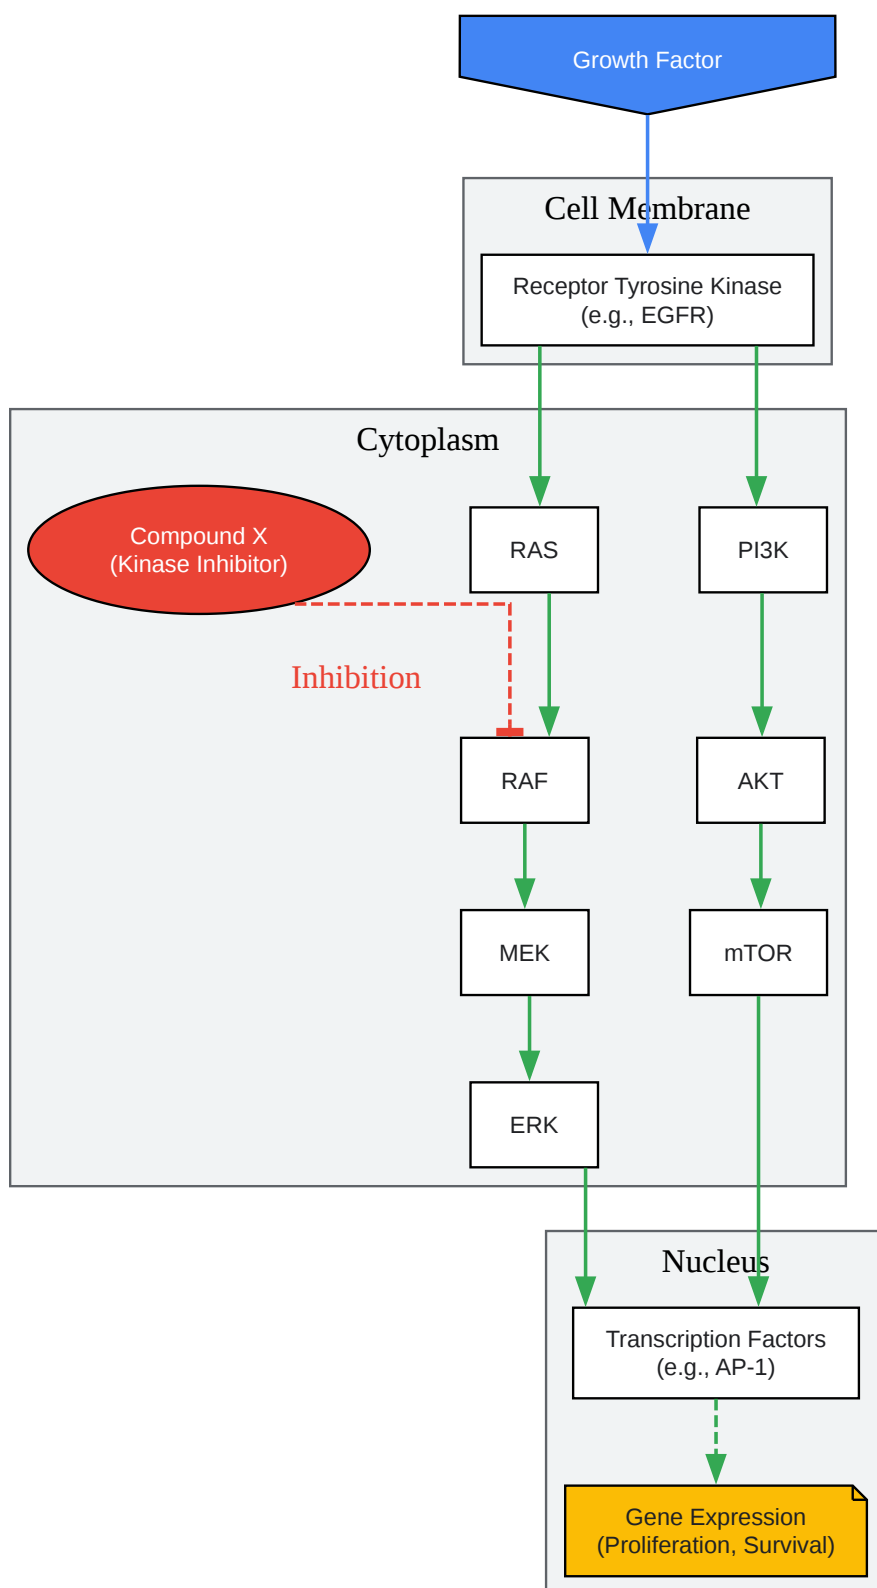 Growth Factor
Cell Membrane
Receptor Tyrosine Kinase
(e.g., EGFR)
Cytoplasm
Compound X
(Kinase Inhibitor)
RAS
PI3K
Inhibition
RAF
AKT
MEK
mTOR
ERK
Nucleus
Transcription Factors
(e.g., AP-1)
Gene Expression
(Proliferation, Survival)